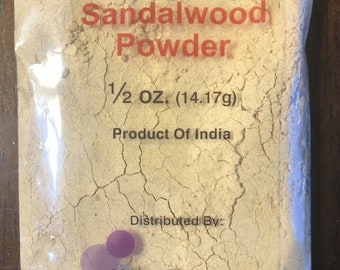 Sandalwood
Powder
½ OZ. (14.17g)
Product Of India
Distributed By: